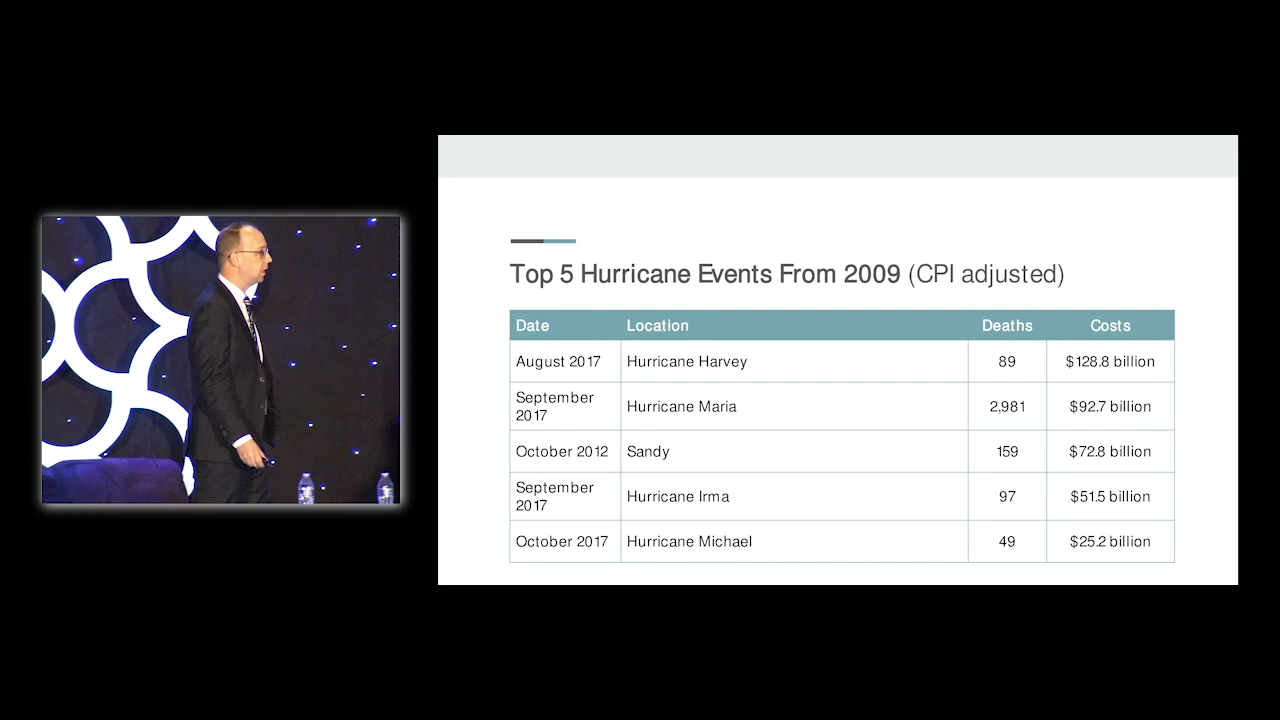 Top 5 Hurricane Events From 2009 (CPI adjusted)
Date Location Deaths Costs
August 2017 Hurricane Harvey 89 $128.8 billion
September
2017 Hurricane Maria 2,981 $92.7 billion
October 2012 Sandy 159 $72.8 billion
September
2017 Hurricane Irma 97 $51.5 billion
October 2017 Hurricane Michael 49 $25.2 billion